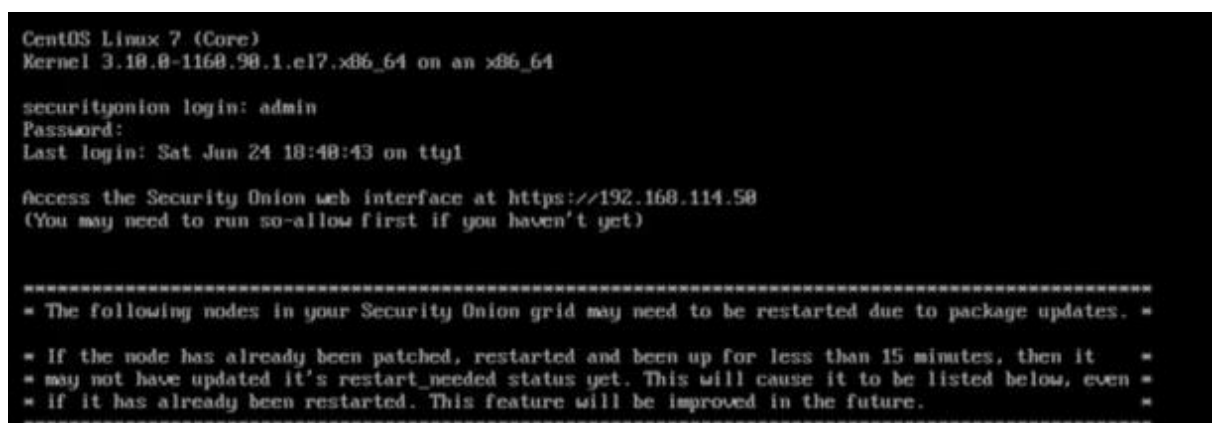 CentOS Linux 7 (Core)
Kernel 3.10.0-1160.90.1.el7.x86_64 on an x86_64
securityonion login: admin
Password:
Last login: Sat Jun 24 18:40:43 on tty1
Access the Security Onion web interface at https://192.168.114.50
(You may need to run so-allow first if you haven't yet)
* The following nodes in your Security Onion grid may need to be restarted due to package updates. *
* If the node has already been patched, restarted and been up for less than 15 minutes, then it *
* may not have updated it's restart_needed status yet. This will cause it to be listed below, even *
* if it has already been restarted. This feature will be improved in the future. *